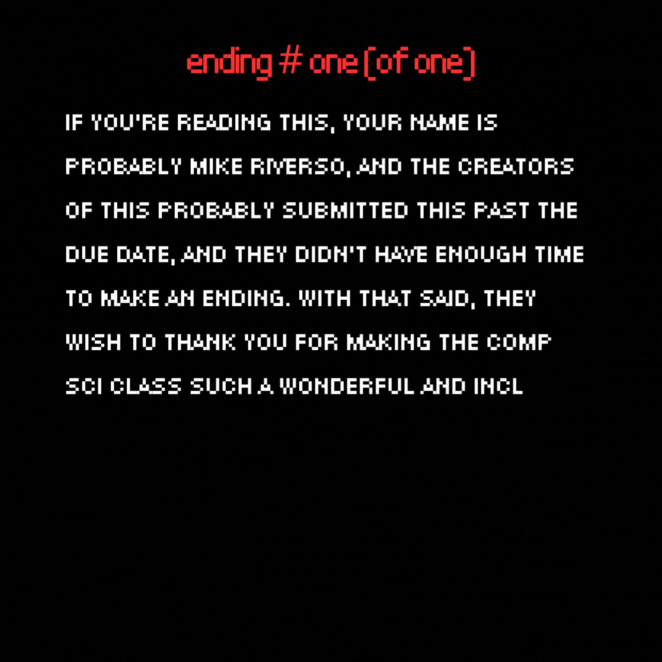 ending # one (of one)
IF YOU'RE READING THIS, YOUR NAME IS
PROBABLY MIKE RIVERSO, AND THE CREATORS
OF THIS PROBABLY SUBMITTED THIS PAST THE
DUE DATE, AND THEY DIDN'T HAVE ENOUGH TIME
TO MAKE AN ENDING. WITH THAT SAID, THEY
WISH TO THANK YOU FOR MAKING THE COMP
SCI CLASS SUCH A WONDERFUL AND INCL